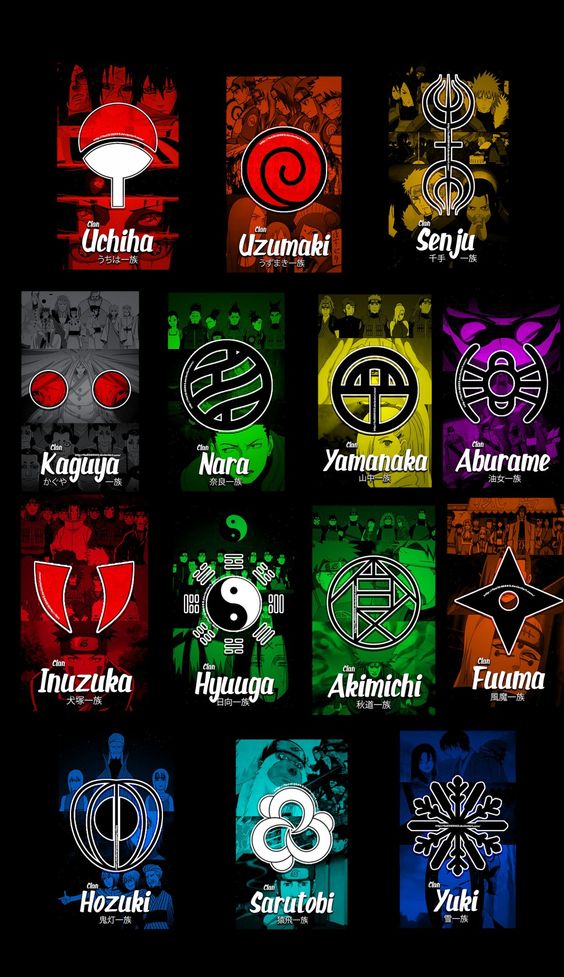 Clan
Uchiha
うちは一族
Clan
Uzumaki
うずまき一族
Clan
Senju
千手 一族
Clan
Kaguya
かぐや 一族
Clan
Nara
奈良一族
Clan
Yamanaka
山中一族
Clan
Aburame
油女一族
Clan
Inuzuka
犬塚一族
Clan
Hyuuga
日向一族
Clan
Akimichi
秋道一族
Clan
Fuuma
風魔一族
Clan
Hozuki
鬼灯一族
Clan
Sarutobi
猿飛一族
Clan
Yuki
雪一族